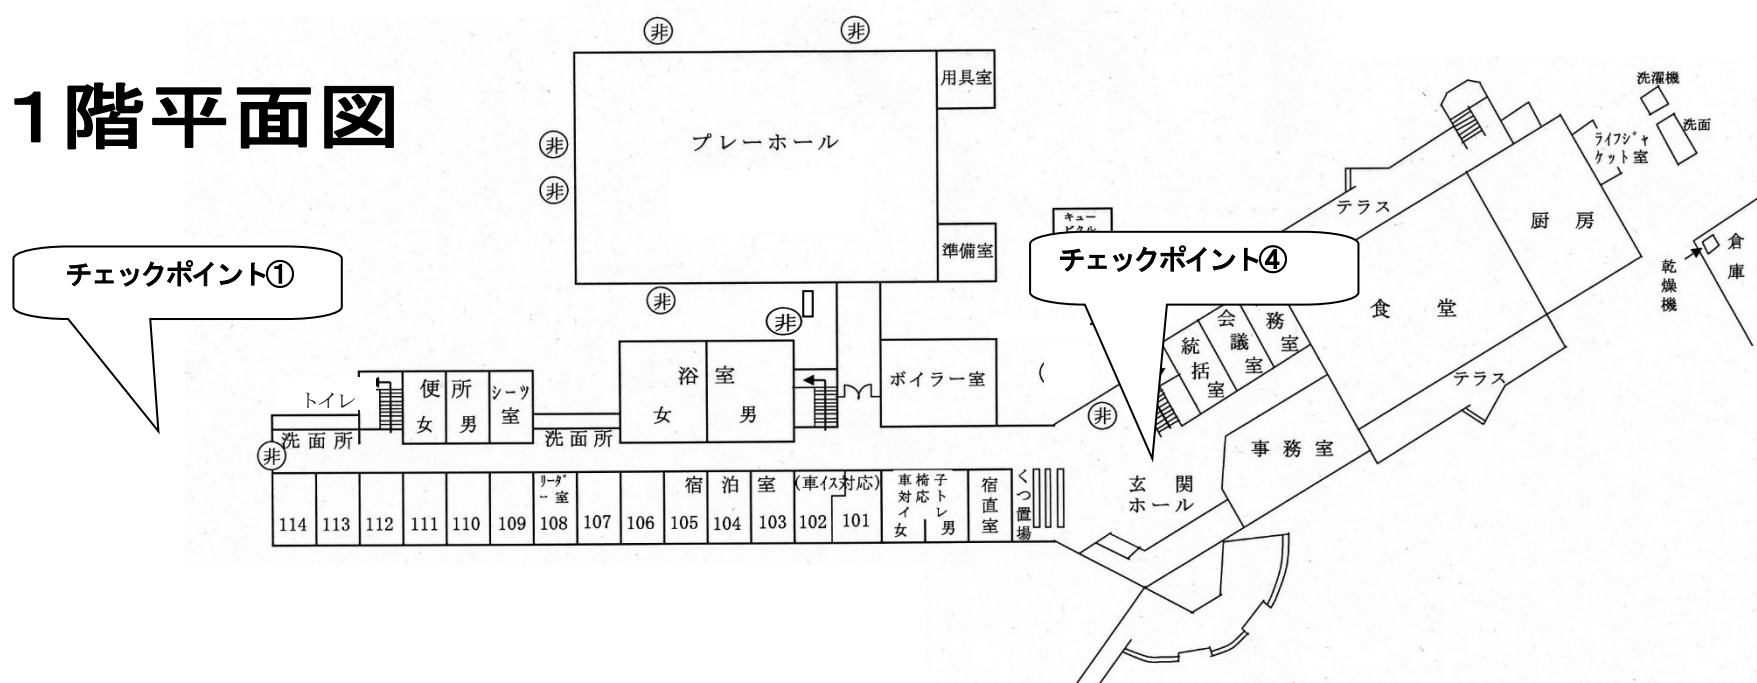 1階平面図
非
非
用具室
洗濯機
洗面
ライフジャ
ケット室
プレーホール
非
非
テラス
キュー
ビクル
厨房
準備室
倉庫
乾燥機
チェックポイント①
チェックポイント④
非
非
食堂
会議室
務室
統括室
浴室
女
男
ボイラー室
テラス
トイレ
便所
女
男
シーツ室
洗面所
洗面所
非
非
事務室
リーダー室
宿泊室
(車イス対応)
車椅子
対応トイレ
女
男
宿直室
くつ置場
玄関
ホール
114
113
112
111
110
109
108
107
106
105
104
103
102
101